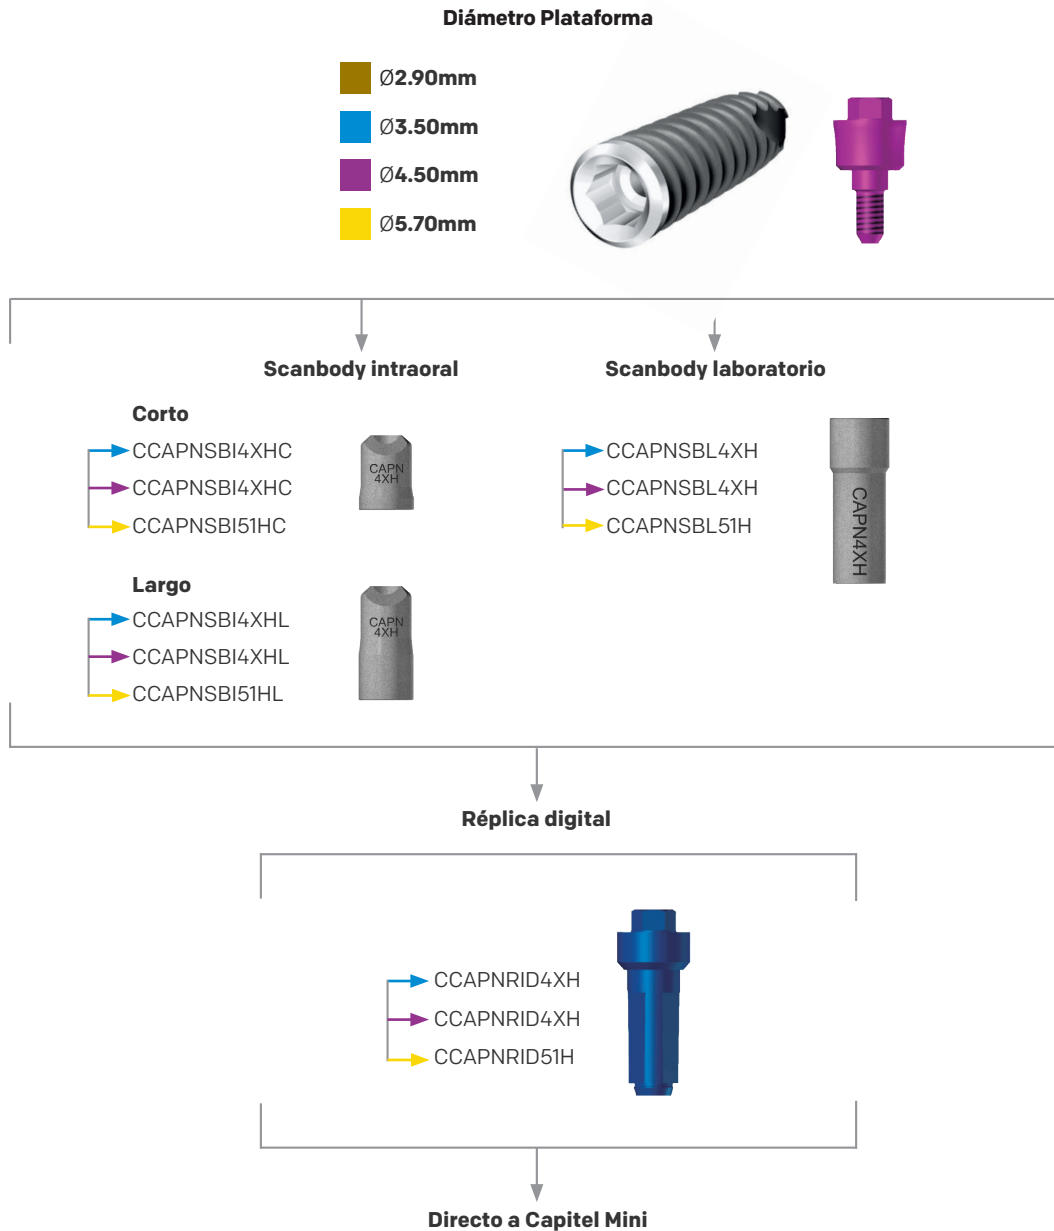 Diámetro Plataforma
Ø2.90mm
Ø3.50mm
Ø4.50mm
Ø5.70mm
Scanbody intraoral
Corto
CCAPNSBI4XHC
CCAPNSBI4XHC
CCAPNSBI51HC
CAPN
4XH
Largo
CCAPNSBI4XHL
CCAPNSBI4XHL
CCAPNSBI51HL
CAPN
4XH
Scanbody laboratorio
CCAPNSBL4XH
CCAPNSBL4XH
CCAPNSBL51H
CAPN4XH
Réplica digital
CCAPNRID4XH
CCAPNRID4XH
CCAPNRID51H
Directo a Capitel Mini